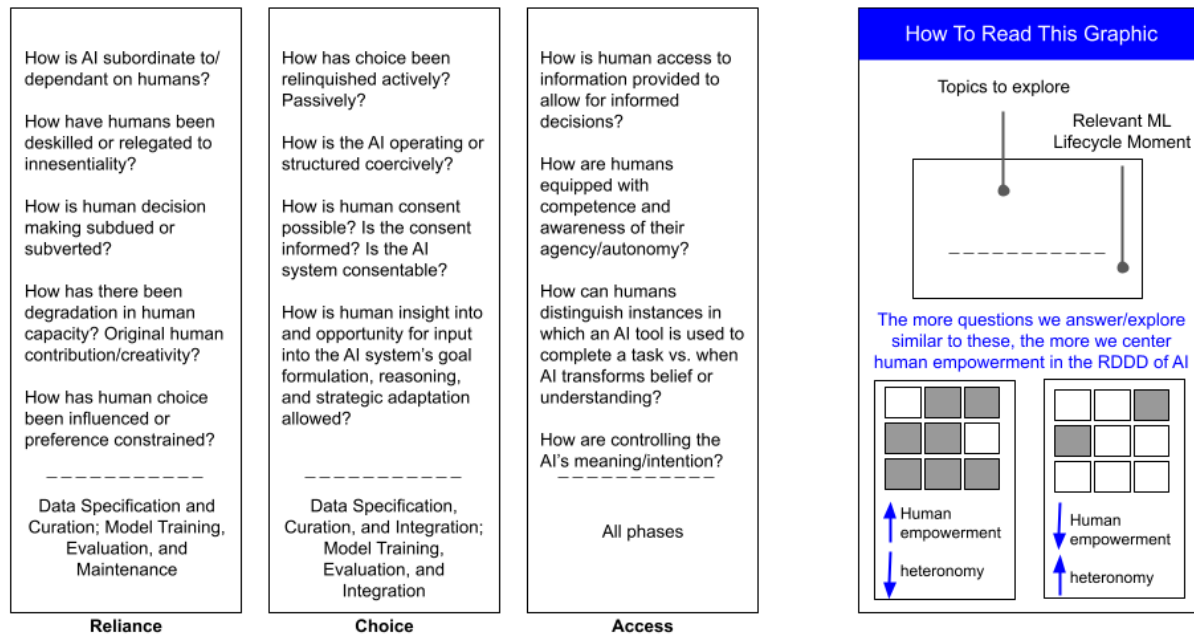 How is AI subordinate to/
dependant on humans?
How have humans been
deskilled or relegated to
innesentiality?
How is human decision
making subdued or
subverted?
How has there been
degradation in human
capacity? Original human
contribution/creativity?
How has human choice
been influenced or
preference constrained?
Data Specification and
Curation; Model Training,
Evaluation, and
Maintenance
Reliance
How has choice been
relinquished actively?
Passively?
How is the AI operating or
structured coercively?
How is human consent
possible? Is the consent
informed? Is the AI
system consentable?
How is human insight into
and opportunity for input
into the AI system's goal
formulation, reasoning,
and strategic adaptation
allowed?
Data Specification,
Curation, and Integration;
Model Training,
Evaluation, and
Integration
Choice
How is human access to
information provided to
allow for informed
decisions?
How are humans
equipped with
competence and
awareness of their
agency/autonomy?
How can humans
distinguish instances in
which an AI tool is used to
complete a task vs. when
AI transforms belief or
understanding?
How are controlling the
AI's meaning/intention?
All phases
Access
How To Read This Graphic
Topics to explore
Relevant ML
Lifecycle Moment
The more questions we answer/explore
similar to these, the more we center
human empowerment in the RDDD of AI
Human
empowerment
heteronomy
Human
empowerment
heteronomy